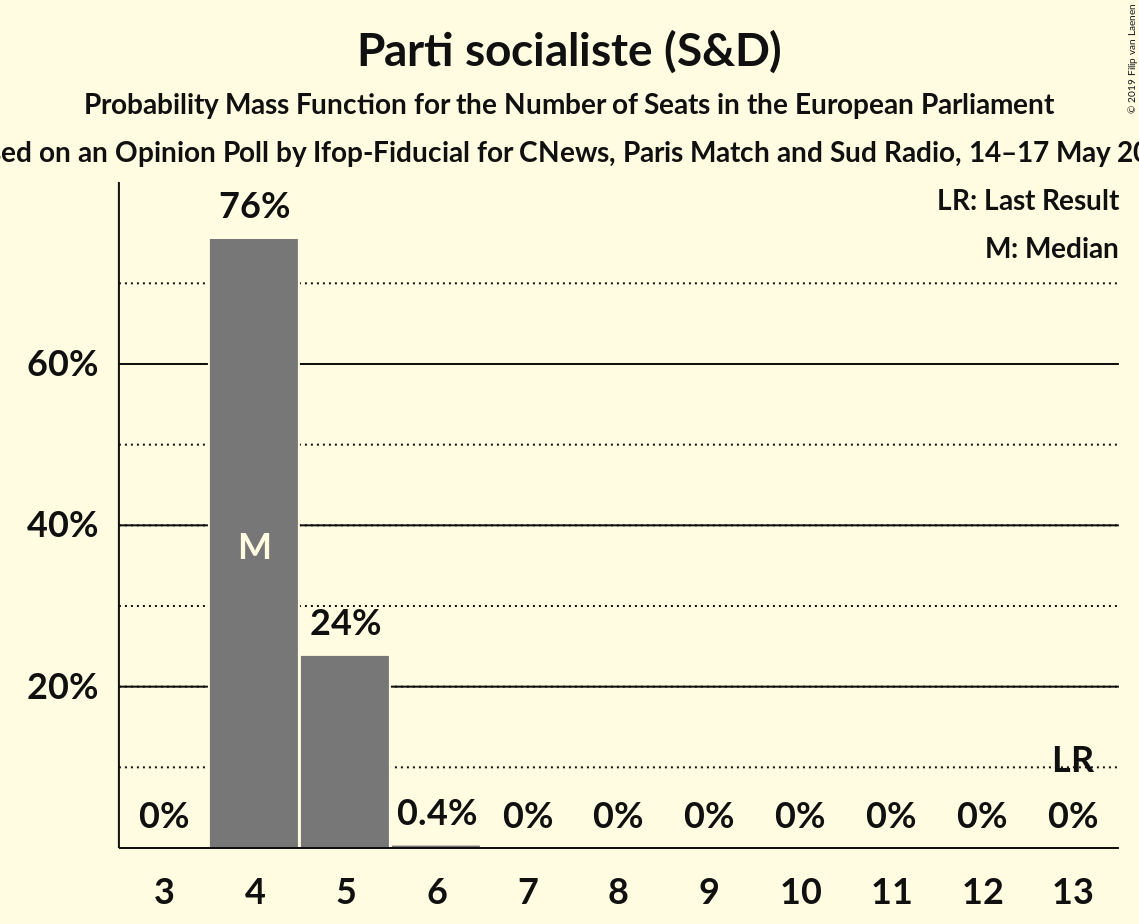 Parti socialiste (S&D)
Probability Mass Function for the Number of Seats in the European Parliament
on an Opinion Poll by Ifop-Fiducial for CNews, Paris Match and Sud Radio, 14–17 May
© 2019 Filip van Laenen
LR: Last Result
M: Median
76%
60%
40%
M
24%
20%
LR
0% 0.4% 0% 0% 0% 0% 0% 0% 0%
3 4 5 6 7 8 9 10 11 12 13